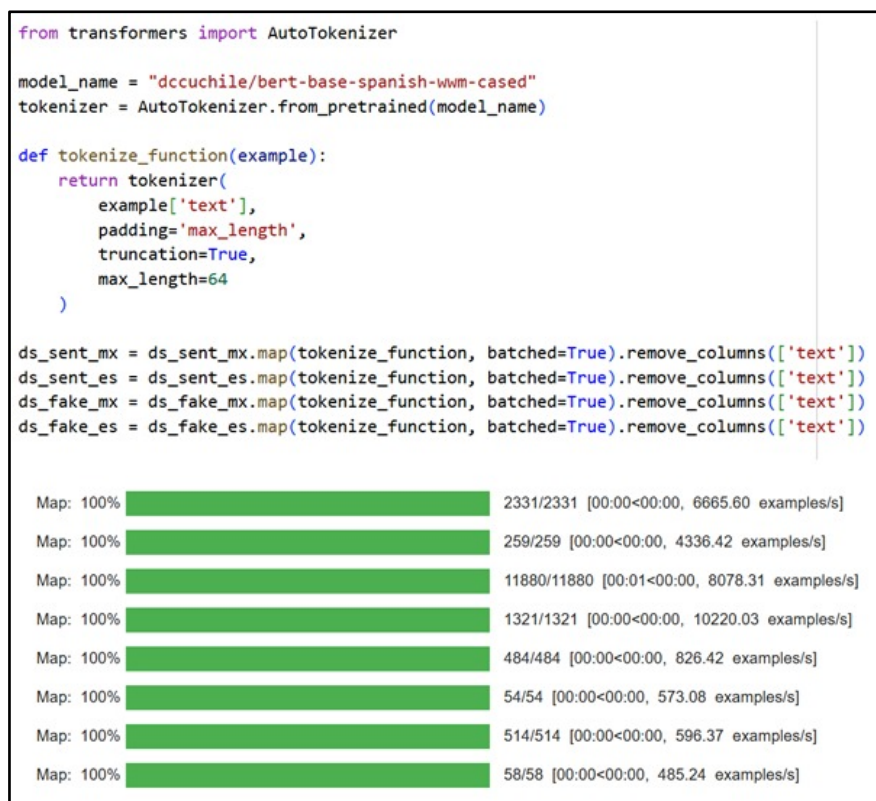 from transformers import AutoTokenizer
model_name = "dccuchile/bert-base-spanish-wwm-cased"
tokenizer = AutoTokenizer.from_pretrained(model_name)
def tokenize_function(example):
    return tokenizer(
        example['text'],
        padding='max_length',
        truncation=True,
        max_length=64
    )
ds_sent_mx = ds_sent_mx.map(tokenize_function, batched=True).remove_columns(['text'])
ds_sent_es = ds_sent_es.map(tokenize_function, batched=True).remove_columns(['text'])
ds_fake_mx = ds_fake_mx.map(tokenize_function, batched=True).remove_columns(['text'])
ds_fake_es = ds_fake_es.map(tokenize_function, batched=True).remove_columns(['text'])
Map: 100% 2331/2331 [00:00<00:00, 6665.60 examples/s]
Map: 100% 259/259 [00:00<00:00, 4336.42 examples/s]
Map: 100% 11880/11880 [00:01<00:00, 8078.31 examples/s]
Map: 100% 1321/1321 [00:00<00:00, 10220.03 examples/s]
Map: 100% 484/484 [00:00<00:00, 826.42 examples/s]
Map: 100% 54/54 [00:00<00:00, 573.08 examples/s]
Map: 100% 514/514 [00:00<00:00, 596.37 examples/s]
Map: 100% 58/58 [00:00<00:00, 485.24 examples/s]